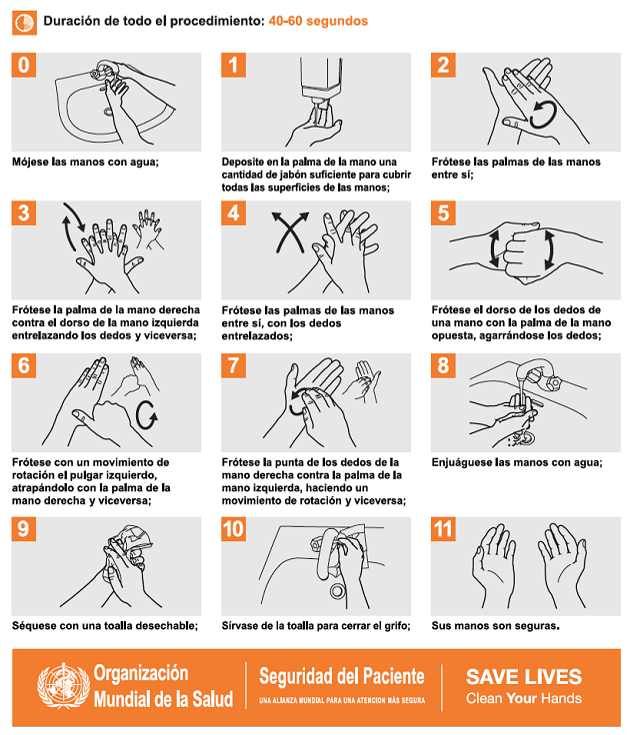 Duración de todo el procedimiento: 40-60 segundos
0
1
2
Mójese las manos con agua;
Deposite en la palma de la mano una
cantidad de jabón suficiente para cubrir
todas las superficies de las manos;
Frótese las palmas de las manos
entre sí;
3
4
5
Frótese la palma de la mano derecha
contra el dorso de la mano izquierda
entrelazando los dedos y viceversa;
Frótese las palmas de las manos
entre sí, con los dedos
entrelazados;
Frótese el dorso de los dedos de
una mano con la palma de la mano
opuesta, agarrándose los dedos;
6
7
8
Frótese con un movimiento de
rotación el pulgar izquierdo,
atrapándolo con la palma de la
mano derecha y viceversa;
Frótese la punta de los dedos de la
mano derecha contra la palma de la
mano izquierda, haciendo un
movimiento de rotación y viceversa;
Enjuáguese las manos con agua;
9
10
11
Séquese con una toalla desechable;
Sírvase de la toalla para cerrar el grifo;
Sus manos son seguras.
Organización
Mundial de la Salud
Seguridad del Paciente
UNA ALIANZA MUNDIAL PARA UNA ATENCION MÁS SEGURA
SAVE LIVES
Clean Your Hands